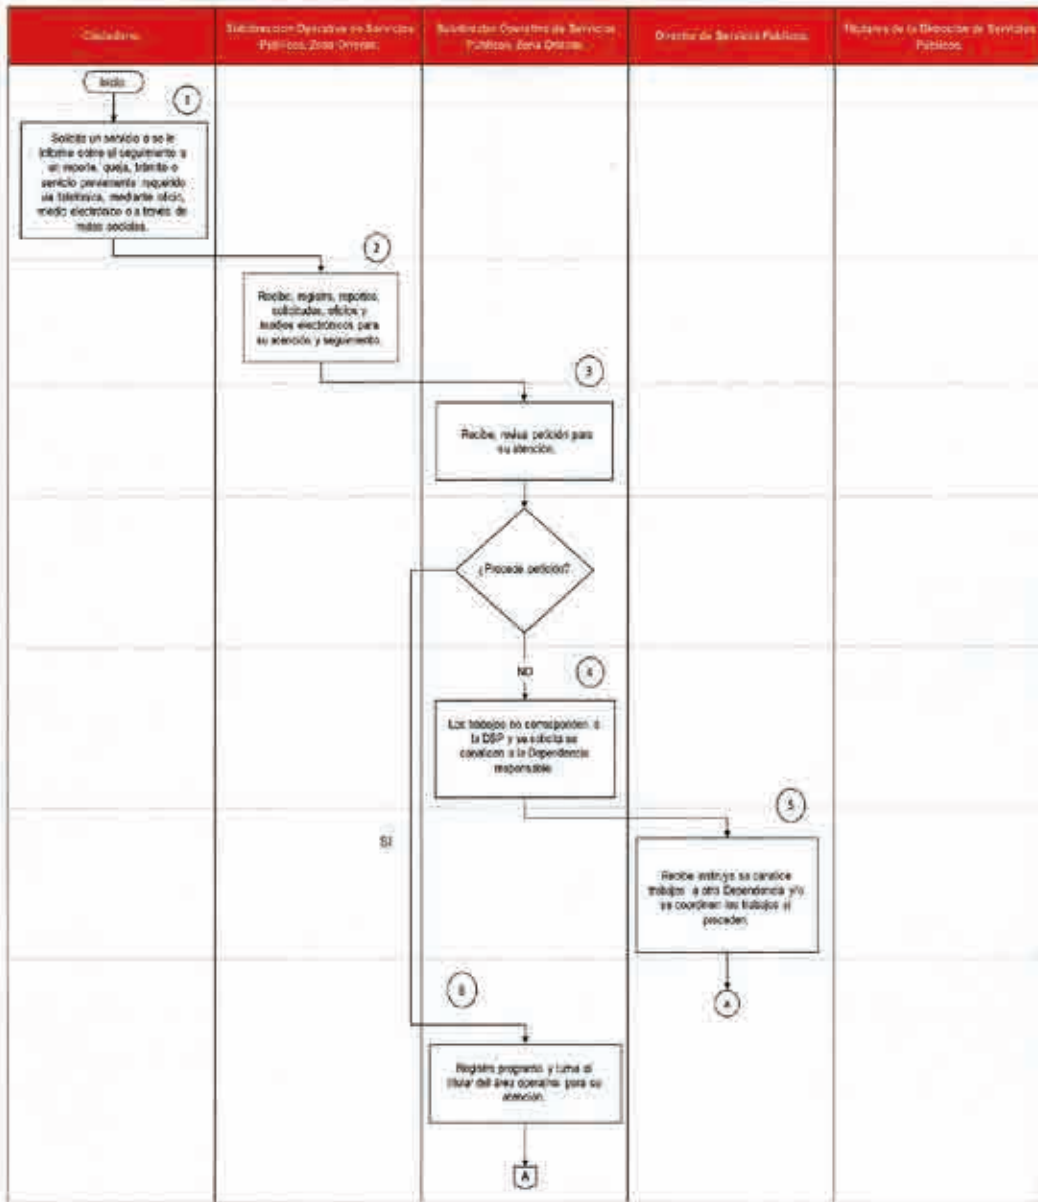 Ciudadano.
Subdirección Operativa de Servicios
Públicos, Zona Oriente.
Subdirector Operativo de Servicios
Públicos, Zona Oriente.
Director de Servicios Públicos.
Titulares de la Dirección de Servicios
Públicos.
Inicio
1
Solicita un servicio o se le
informe sobre el seguimiento a
un reporte, queja, trámite o
servicio previamente requerido
vía telefónica, mediante oficio,
medio electrónico o a través de
redes sociales.
2
Recibe, registra, reportes,
solicitudes, oficios y
medios electrónicos para
su atención y seguimiento.
3
Recibe, revisa petición para
su atención.
¿Procede petición?
NO
4
Los trabajos no corresponden a
la DSP y se solicita se
canalicen a la Dependencia
responsable
SI
5
Recibe instruye se canalice
trabajos a otra Dependencia y/o
se coordinen los trabajos si
proceden.
A
6
Registra programa y turna al
titular del área operativa para su
atención.
A